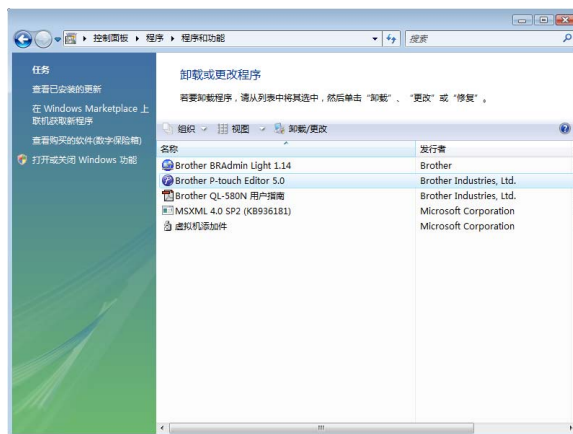 控制面板 ▸ 程序 ▸ 程序和功能
搜索
任务
查看已安装的更新
在 Windows Marketplace 上
联机获取新程序
查看购买的软件(数字保险箱)
打开或关闭 Windows 功能
卸载或更改程序
若要卸载程序，请从列表中将其选中，然后单击“卸载”、“更改”或“修复”。
组织 视图 卸载/更改
名称 发行者
Brother BRAdmin Light 1.14 Brother
Brother P-touch Editor 5.0 Brother Industries, Ltd.
Brother QL-580N 用户指南 Brother Industries, Ltd.
MSXML 4.0 SP2 (KB936181) Microsoft Corporation
虚拟机添加件 Microsoft Corporation